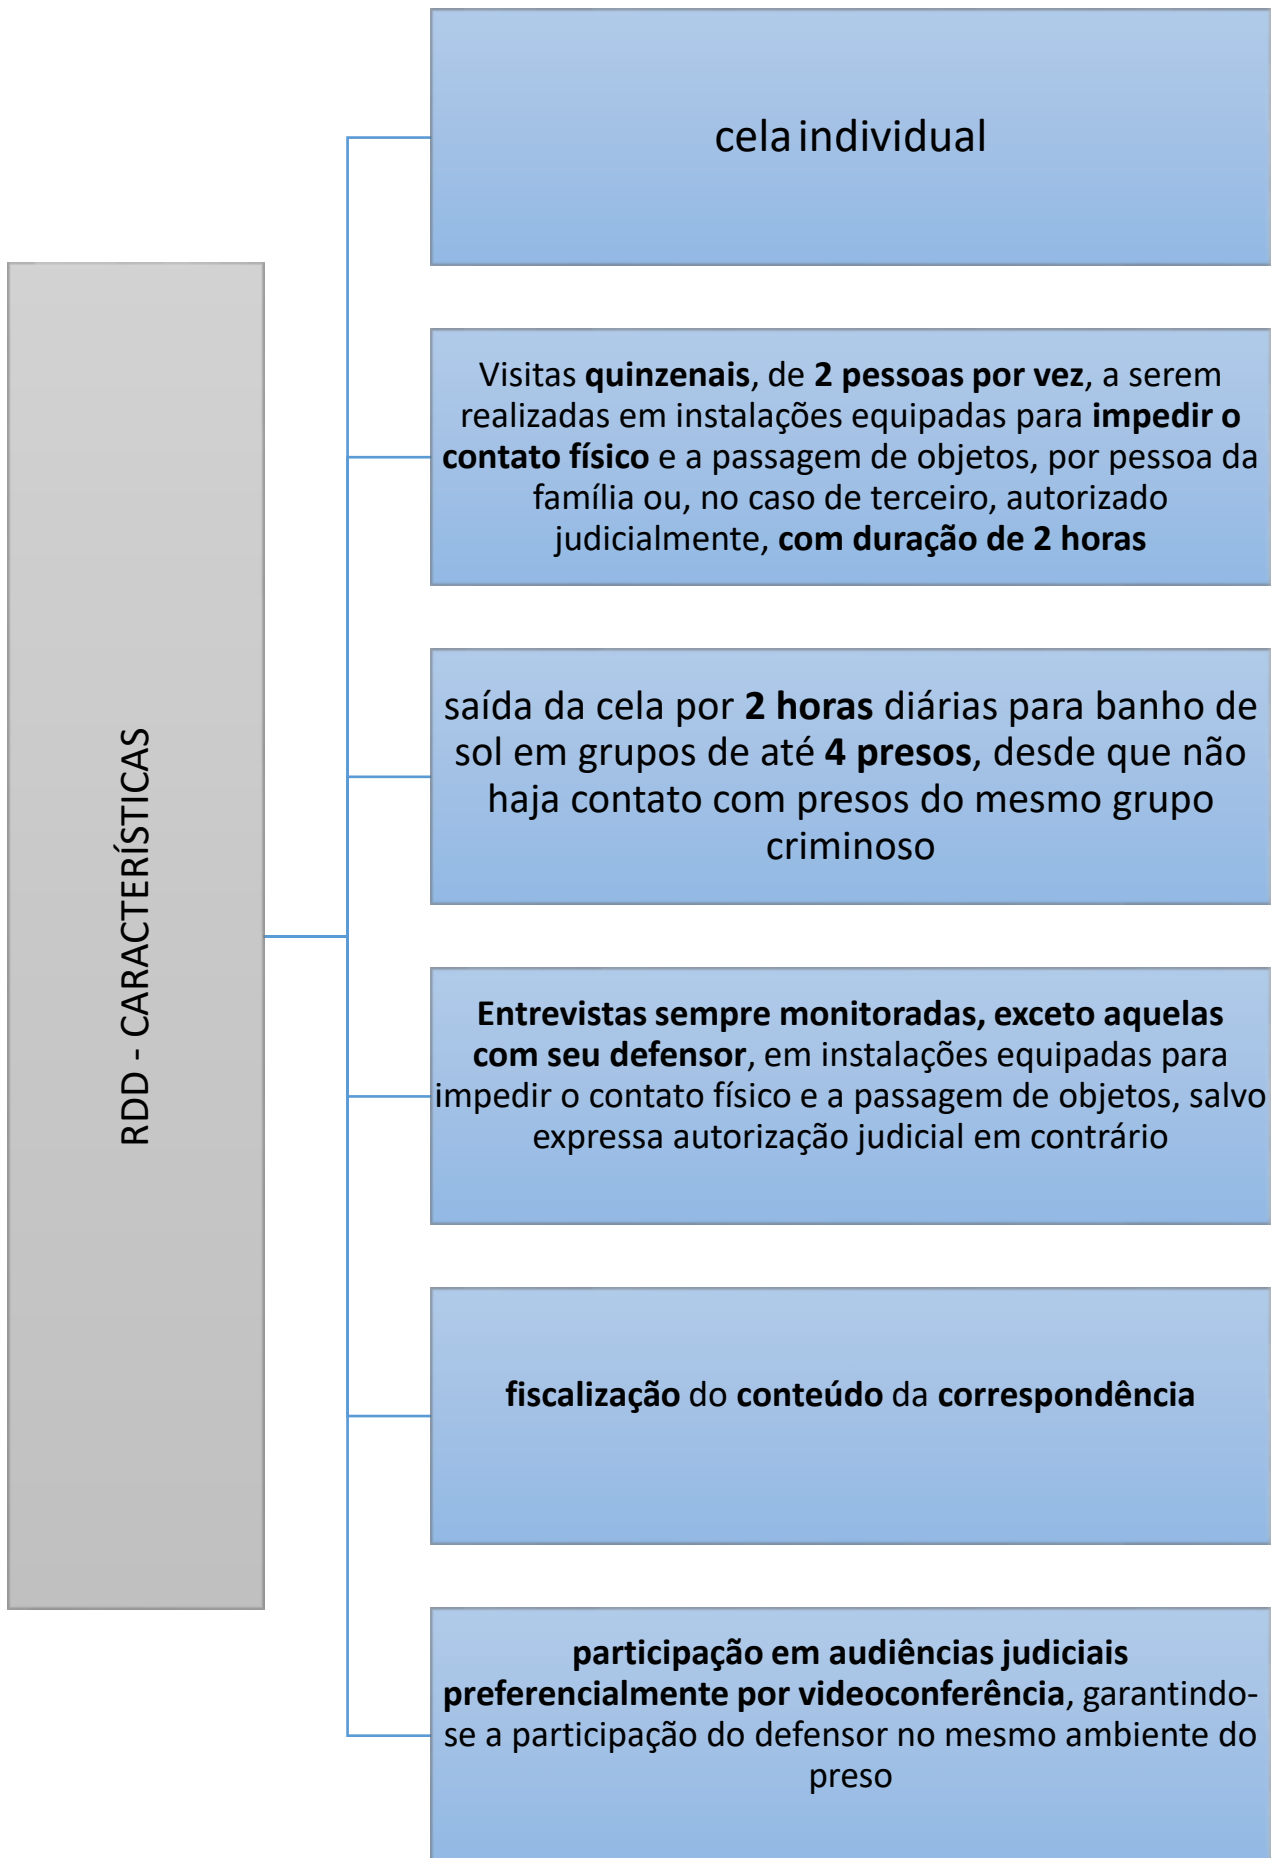 RDD - CARACTERÍSTICAS
cela individual
Visitas quinzenais, de 2 pessoas por vez, a serem
realizadas em instalações equipadas para impedir o
contato físico e a passagem de objetos, por pessoa da
família ou, no caso de terceiro, autorizado
judicialmente, com duração de 2 horas
saída da cela por 2 horas diárias para banho de
sol em grupos de até 4 presos, desde que não
haja contato com presos do mesmo grupo
criminoso
Entrevistas sempre monitoradas, exceto aquelas
com seu defensor, em instalações equipadas para
impedir o contato físico e a passagem de objetos, salvo
expressa autorização judicial em contrário
fiscalização do conteúdo da correspondência
participação em audiências judiciais
preferencialmente por videoconferência, garantindo-
se a participação do defensor no mesmo ambiente do
preso